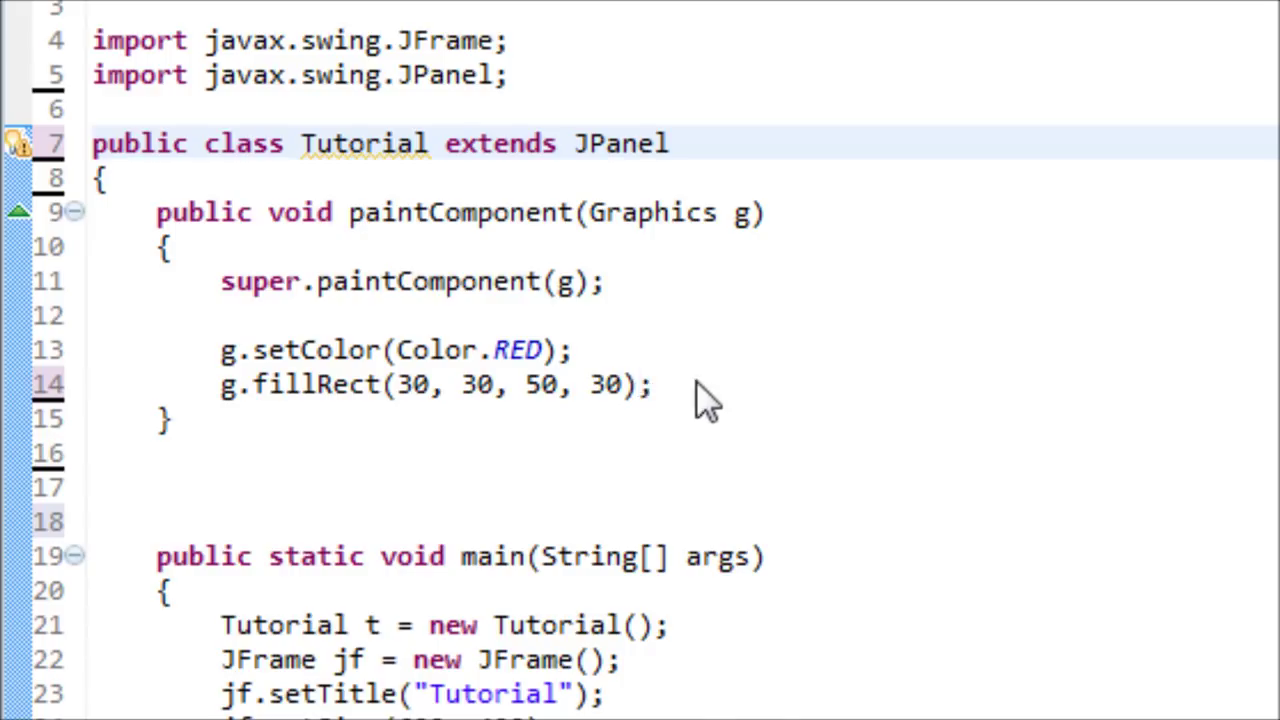 3
4 import javax.swing.JFrame;
5 import javax.swing.JPanel;
6
7 public class Tutorial extends JPanel
8 {
9 public void paintComponent(Graphics g)
10 {
11 super.paintComponent(g);
12
13 g.setColor(Color.RED);
14 g.fillRect(30, 30, 50, 30);
15 }
16
17
18
19 public static void main(String[] args)
20 {
21 Tutorial t = new Tutorial();
22 JFrame jf = new JFrame();
23 jf.setTitle("Tutorial");